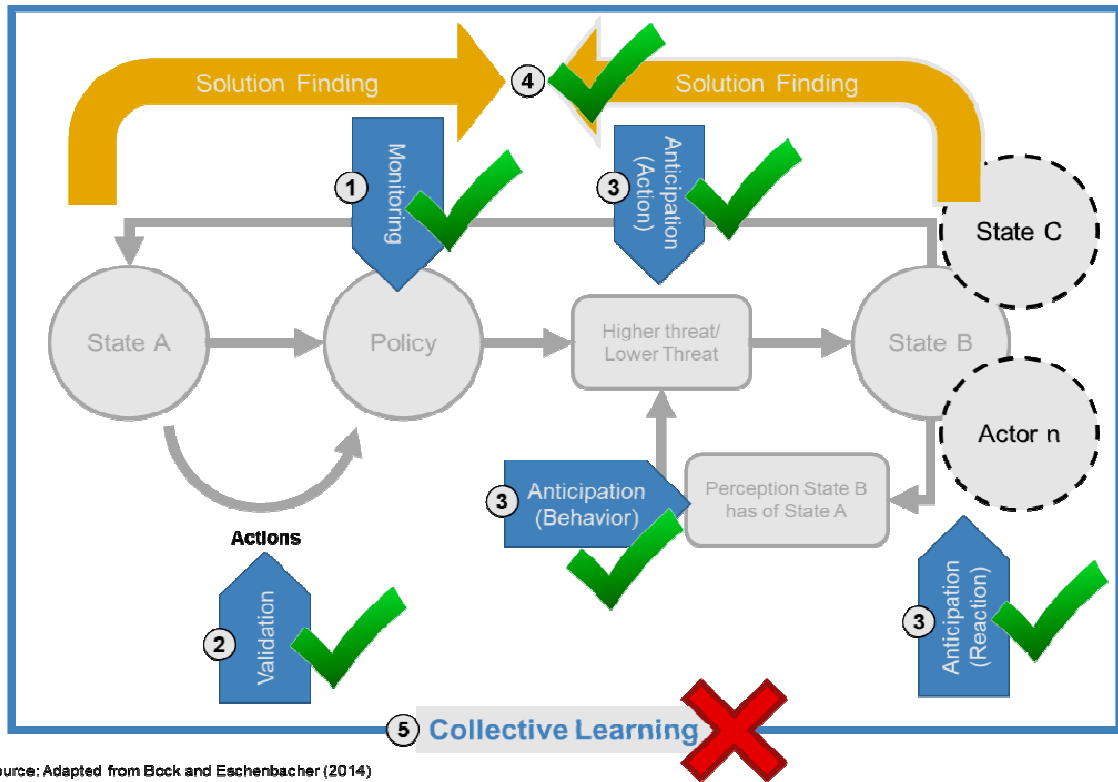 Solution Finding
4
Solution Finding
1
Monitoring
3
Anticipation
(Action)
State C
State A
Policy
Higher threat/
Lower Threat
State B
Actor n
3
Anticipation
(Behavior)
Perception State B
has of State A
Actions
2
Validation
3
Anticipation
(Reaction)
5
Collective Learning
ource: Adapted from Bock and Eschenbacher (2014)